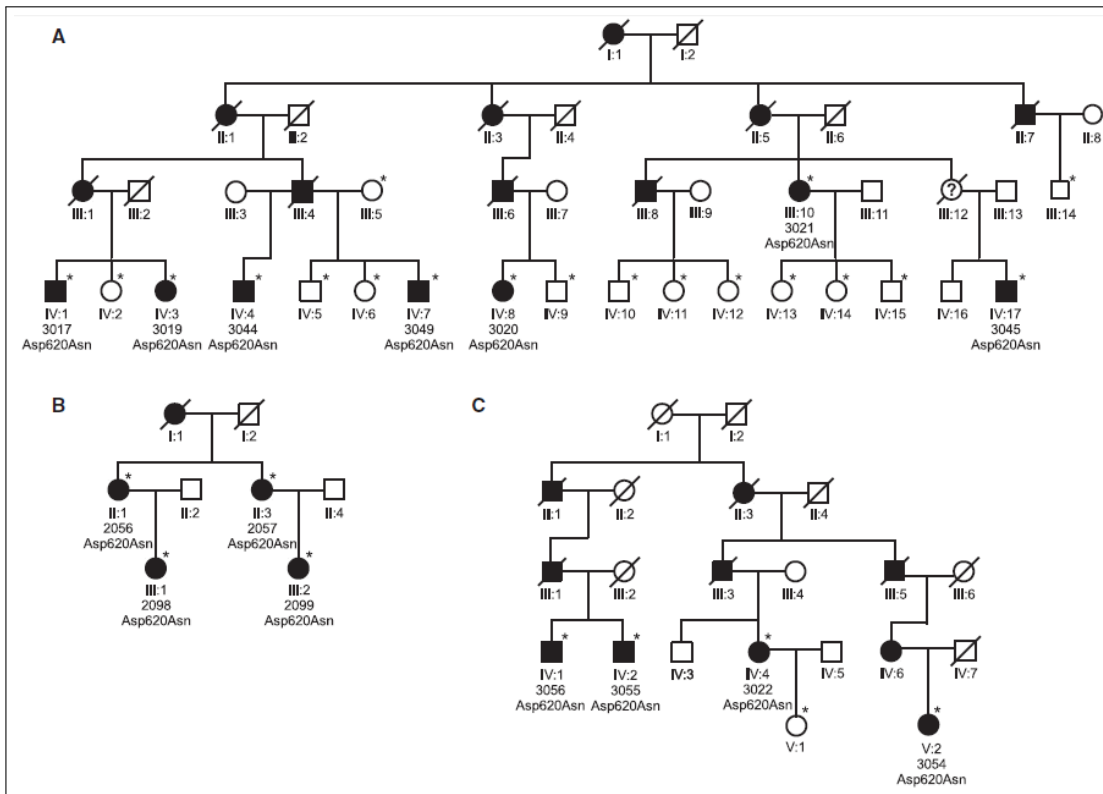 A
I:1 I:2
II:1 II:2 II:3 II:4 II:5 II:6 II:7 II:8
* * *
?
III:1 III:2 III:3 III:4 III:5 III:6 III:7 III:8 III:9 III:10 III:11 III:12 III:13 III:14
3021
Asp620Asn
* * * * * * * * * * * * * * * *
IV:1 IV:2 IV:3 IV:4 IV:5 IV:6 IV:7 IV:8 IV:9 IV:10 IV:11 IV:12 IV:13 IV:14 IV:15 IV:16 IV:17
3017 3019 3044 3049 3020 3045
Asp620Asn Asp620Asn Asp620Asn Asp620Asn Asp620Asn Asp620Asn
B
I:1 I:2
* *
II:1 II:2 II:3 II:4
2056 2057
Asp620Asn Asp620Asn
* *
III:1 III:2
2098 2099
Asp620Asn Asp620Asn
C
I:1 I:2
II:1 II:2 II:3 II:4
III:1 III:2 III:3 III:4 III:5 III:6
* * *
IV:1 IV:2 IV:3 IV:4 IV:5 IV:6 IV:7
3056 3055 3022
Asp620Asn Asp620Asn Asp620Asn
* *
V:1 V:2
3054
Asp620Asn